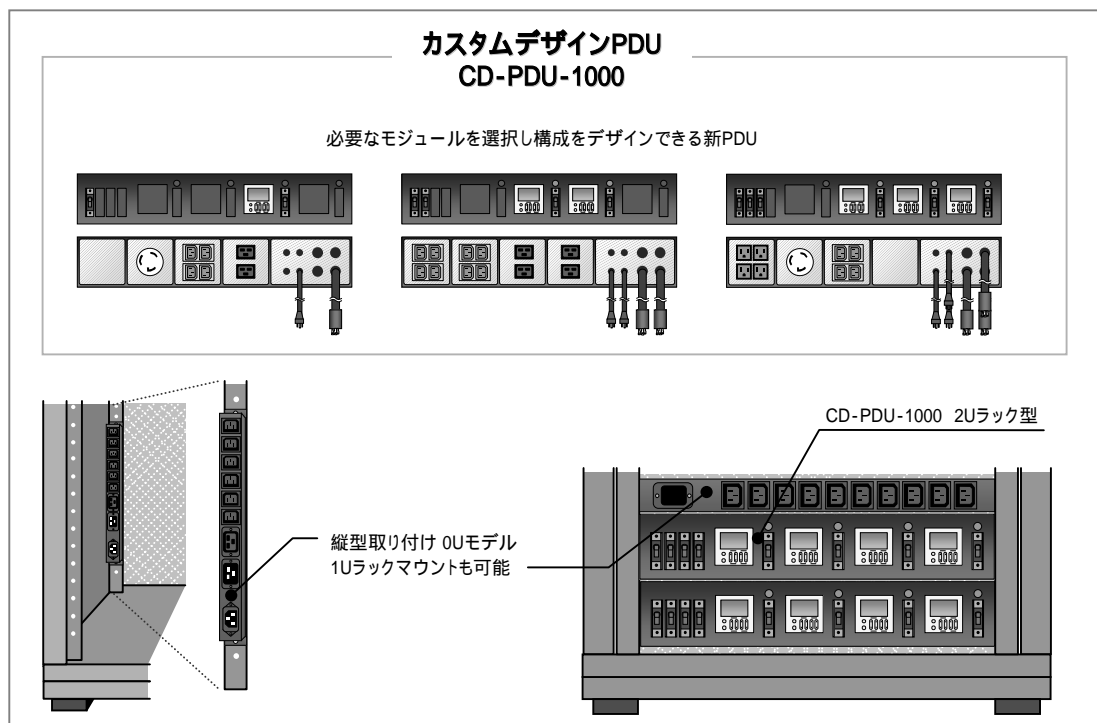 カスタムデザインPDU
CD-PDU-1000
必要なモジュールを選択し構成をデザインできる新PDU
CD-PDU-1000 2Uラック型
縦型取り付け 0Uモデル
1Uラックマウントも可能